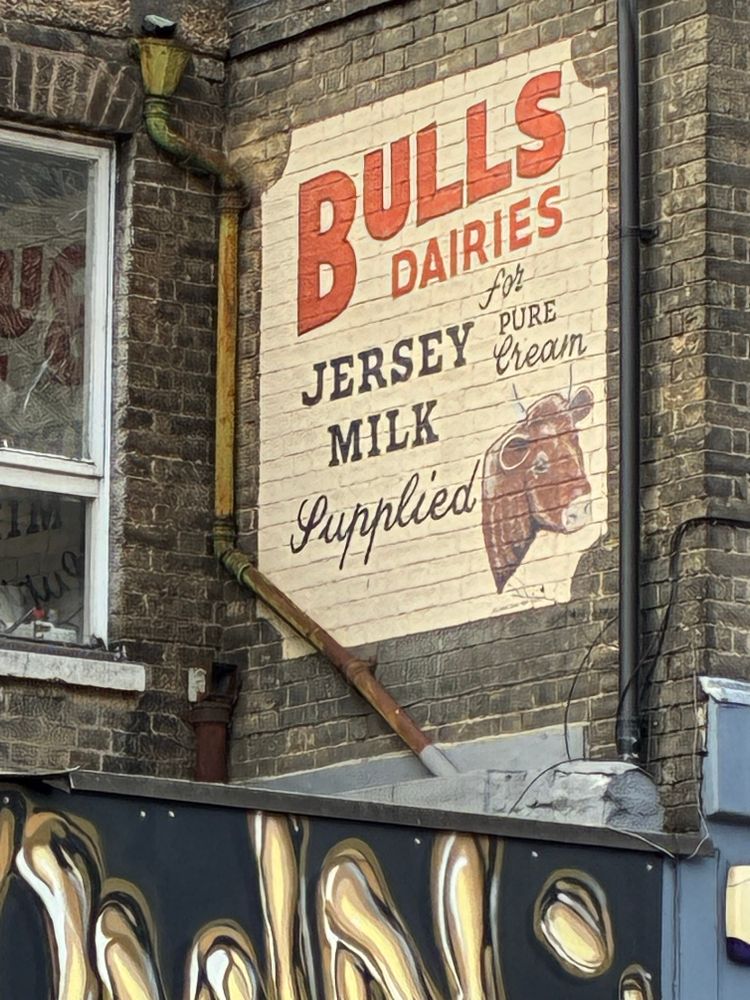 BULLS
DAIRIES
for
JERSEY PURE
Cream
MILK
Supplied